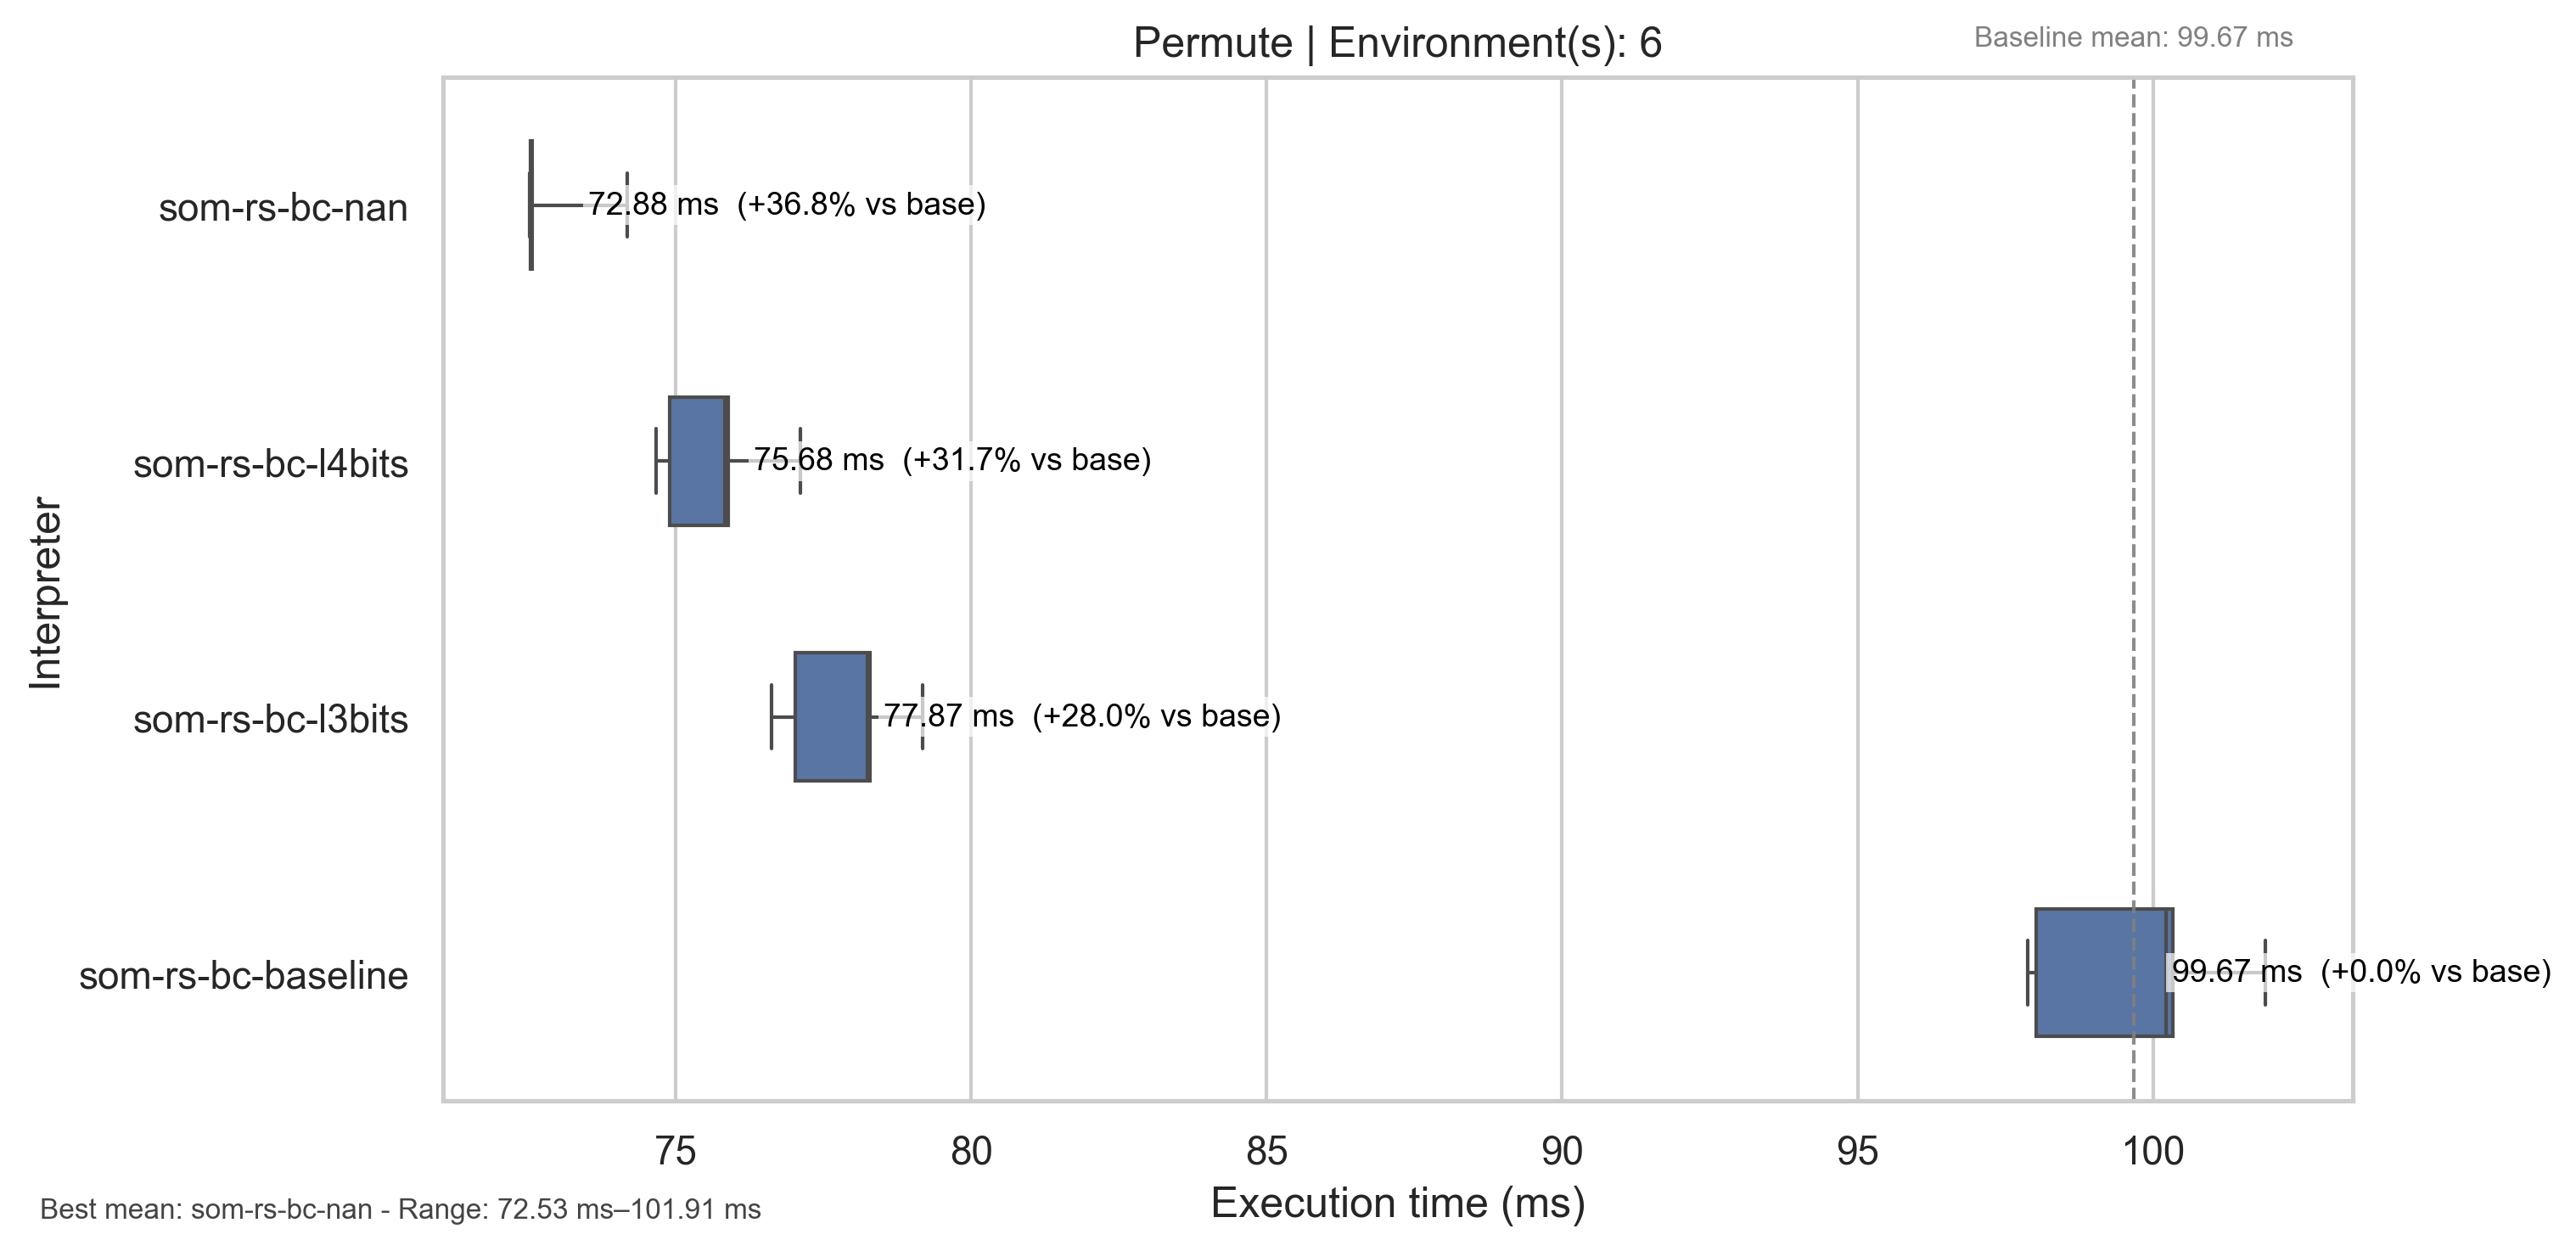 Permute | Environment(s): 6
Baseline mean: 99.67 ms
Interpreter
som-rs-bc-nan
72.88 ms  (+36.8% vs base)
som-rs-bc-l4bits
75.68 ms  (+31.7% vs base)
som-rs-bc-l3bits
77.87 ms  (+28.0% vs base)
som-rs-bc-baseline
99.67 ms  (+0.0% vs base)
75 80 85 90 95 100
Execution time (ms)
Best mean: som-rs-bc-nan - Range: 72.53 ms–101.91 ms